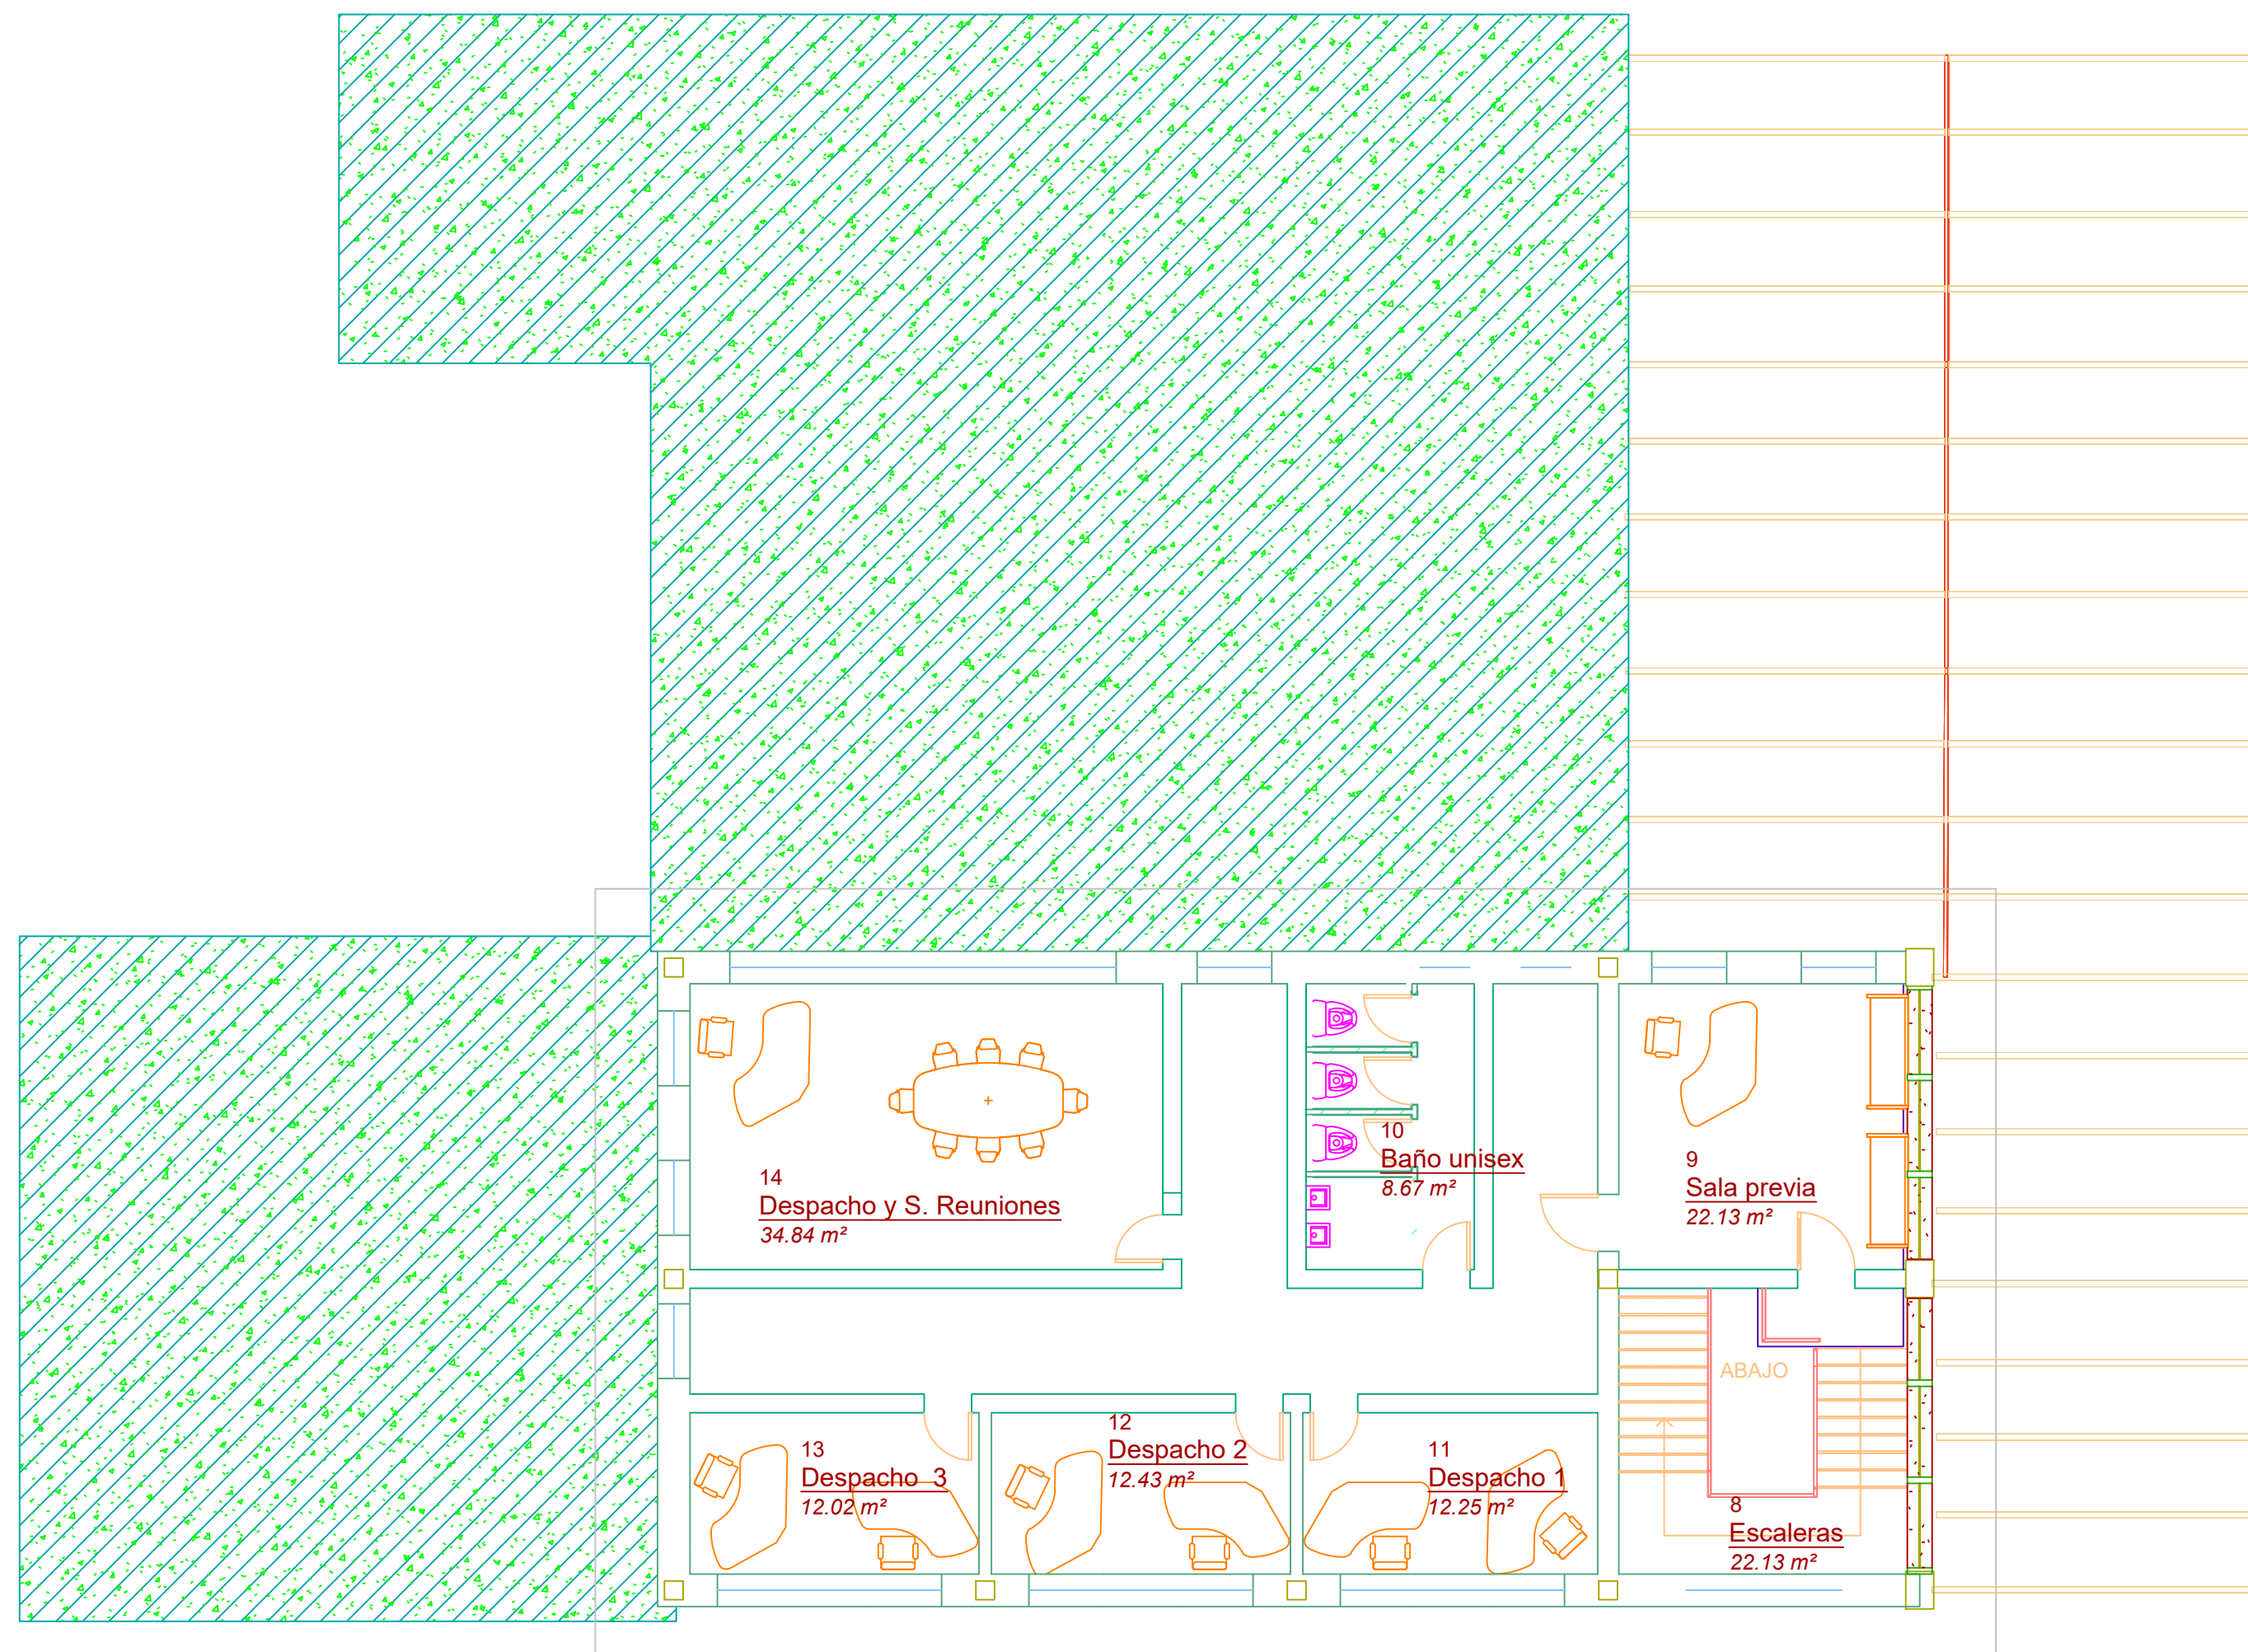 10
Baño unisex
8.67 m²
9
Sala previa
22.13 m²
14
Despacho y S. Reuniones
34.84 m²
ABAJO
13
Despacho 3
12.02 m²
12
Despacho 2
12.43 m²
11
Despacho 1
12.25 m²
8
Escaleras
22.13 m²